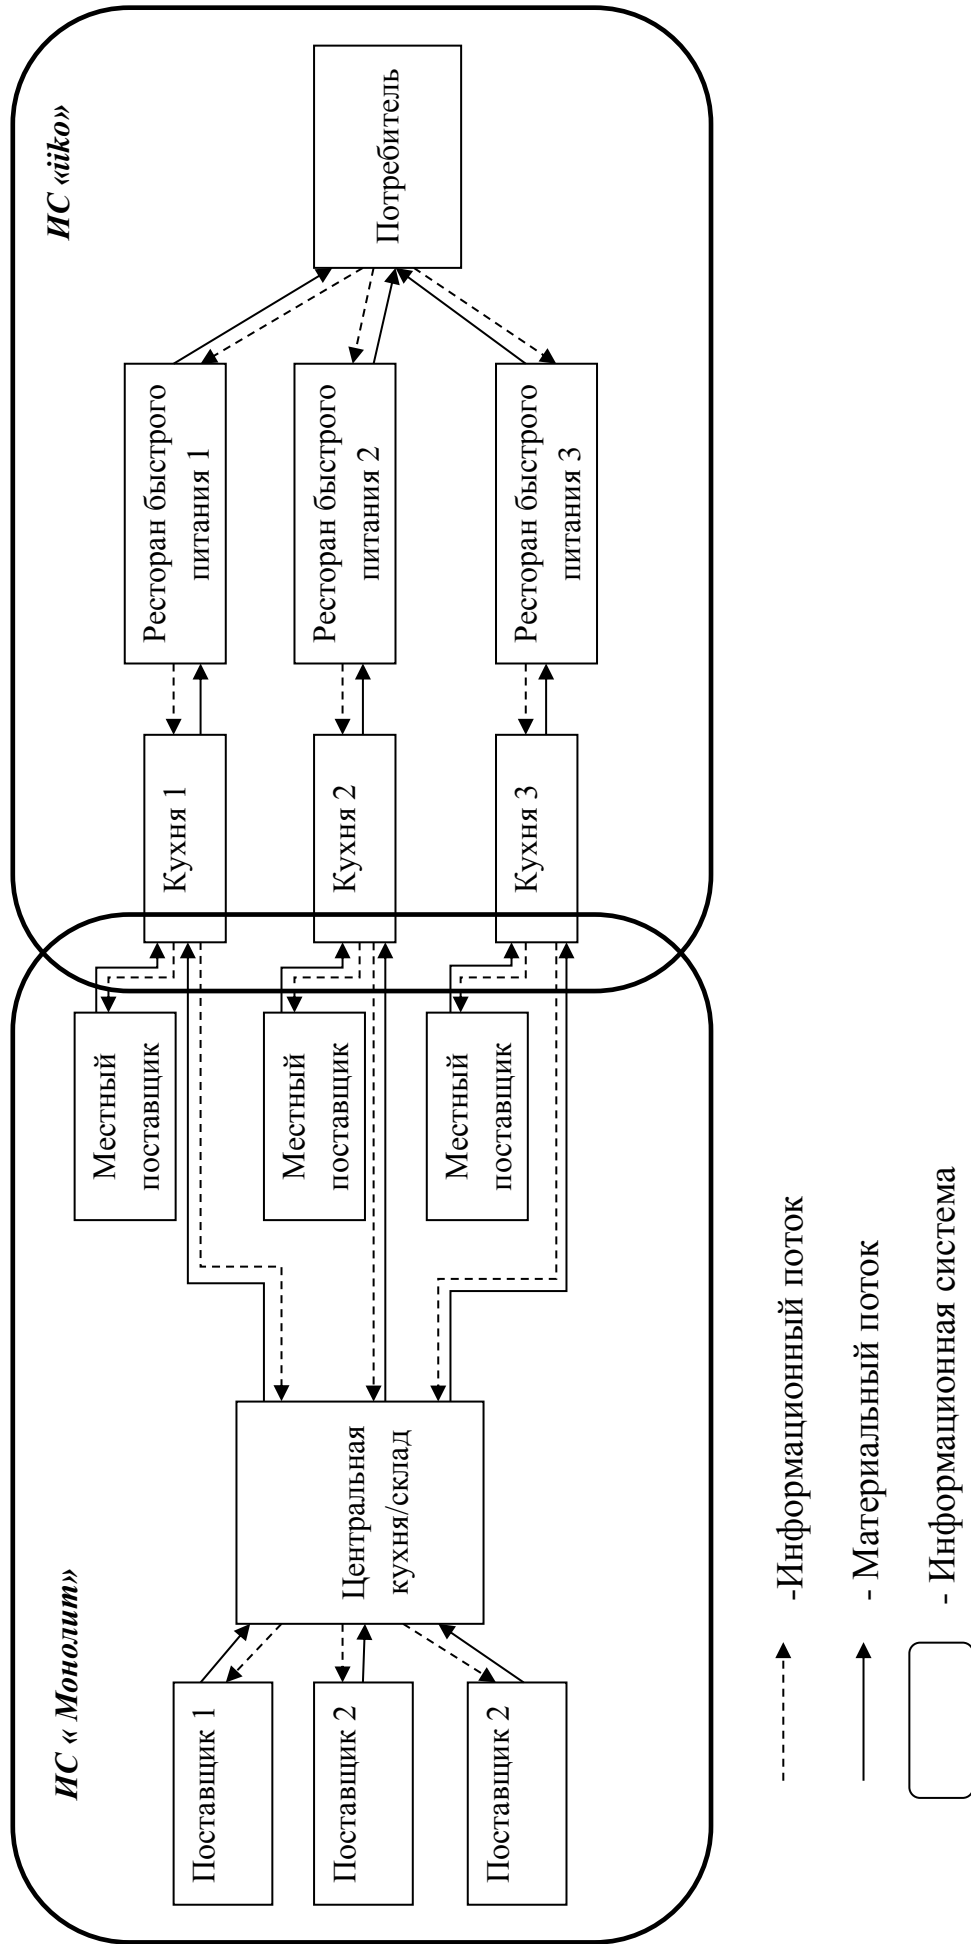 ИС « Монолит»
ИС «iiko»
Поставщик 1
Поставщик 2
Поставщик 2
Центральная
кухня/склад
Местный
поставщик
Местный
поставщик
Местный
поставщик
Кухня 1
Кухня 2
Кухня 3
Ресторан быстрого
питания 1
Ресторан быстрого
питания 2
Ресторан быстрого
питания 3
Потребитель
-Информационный поток
- Материальный поток
- Информационная система